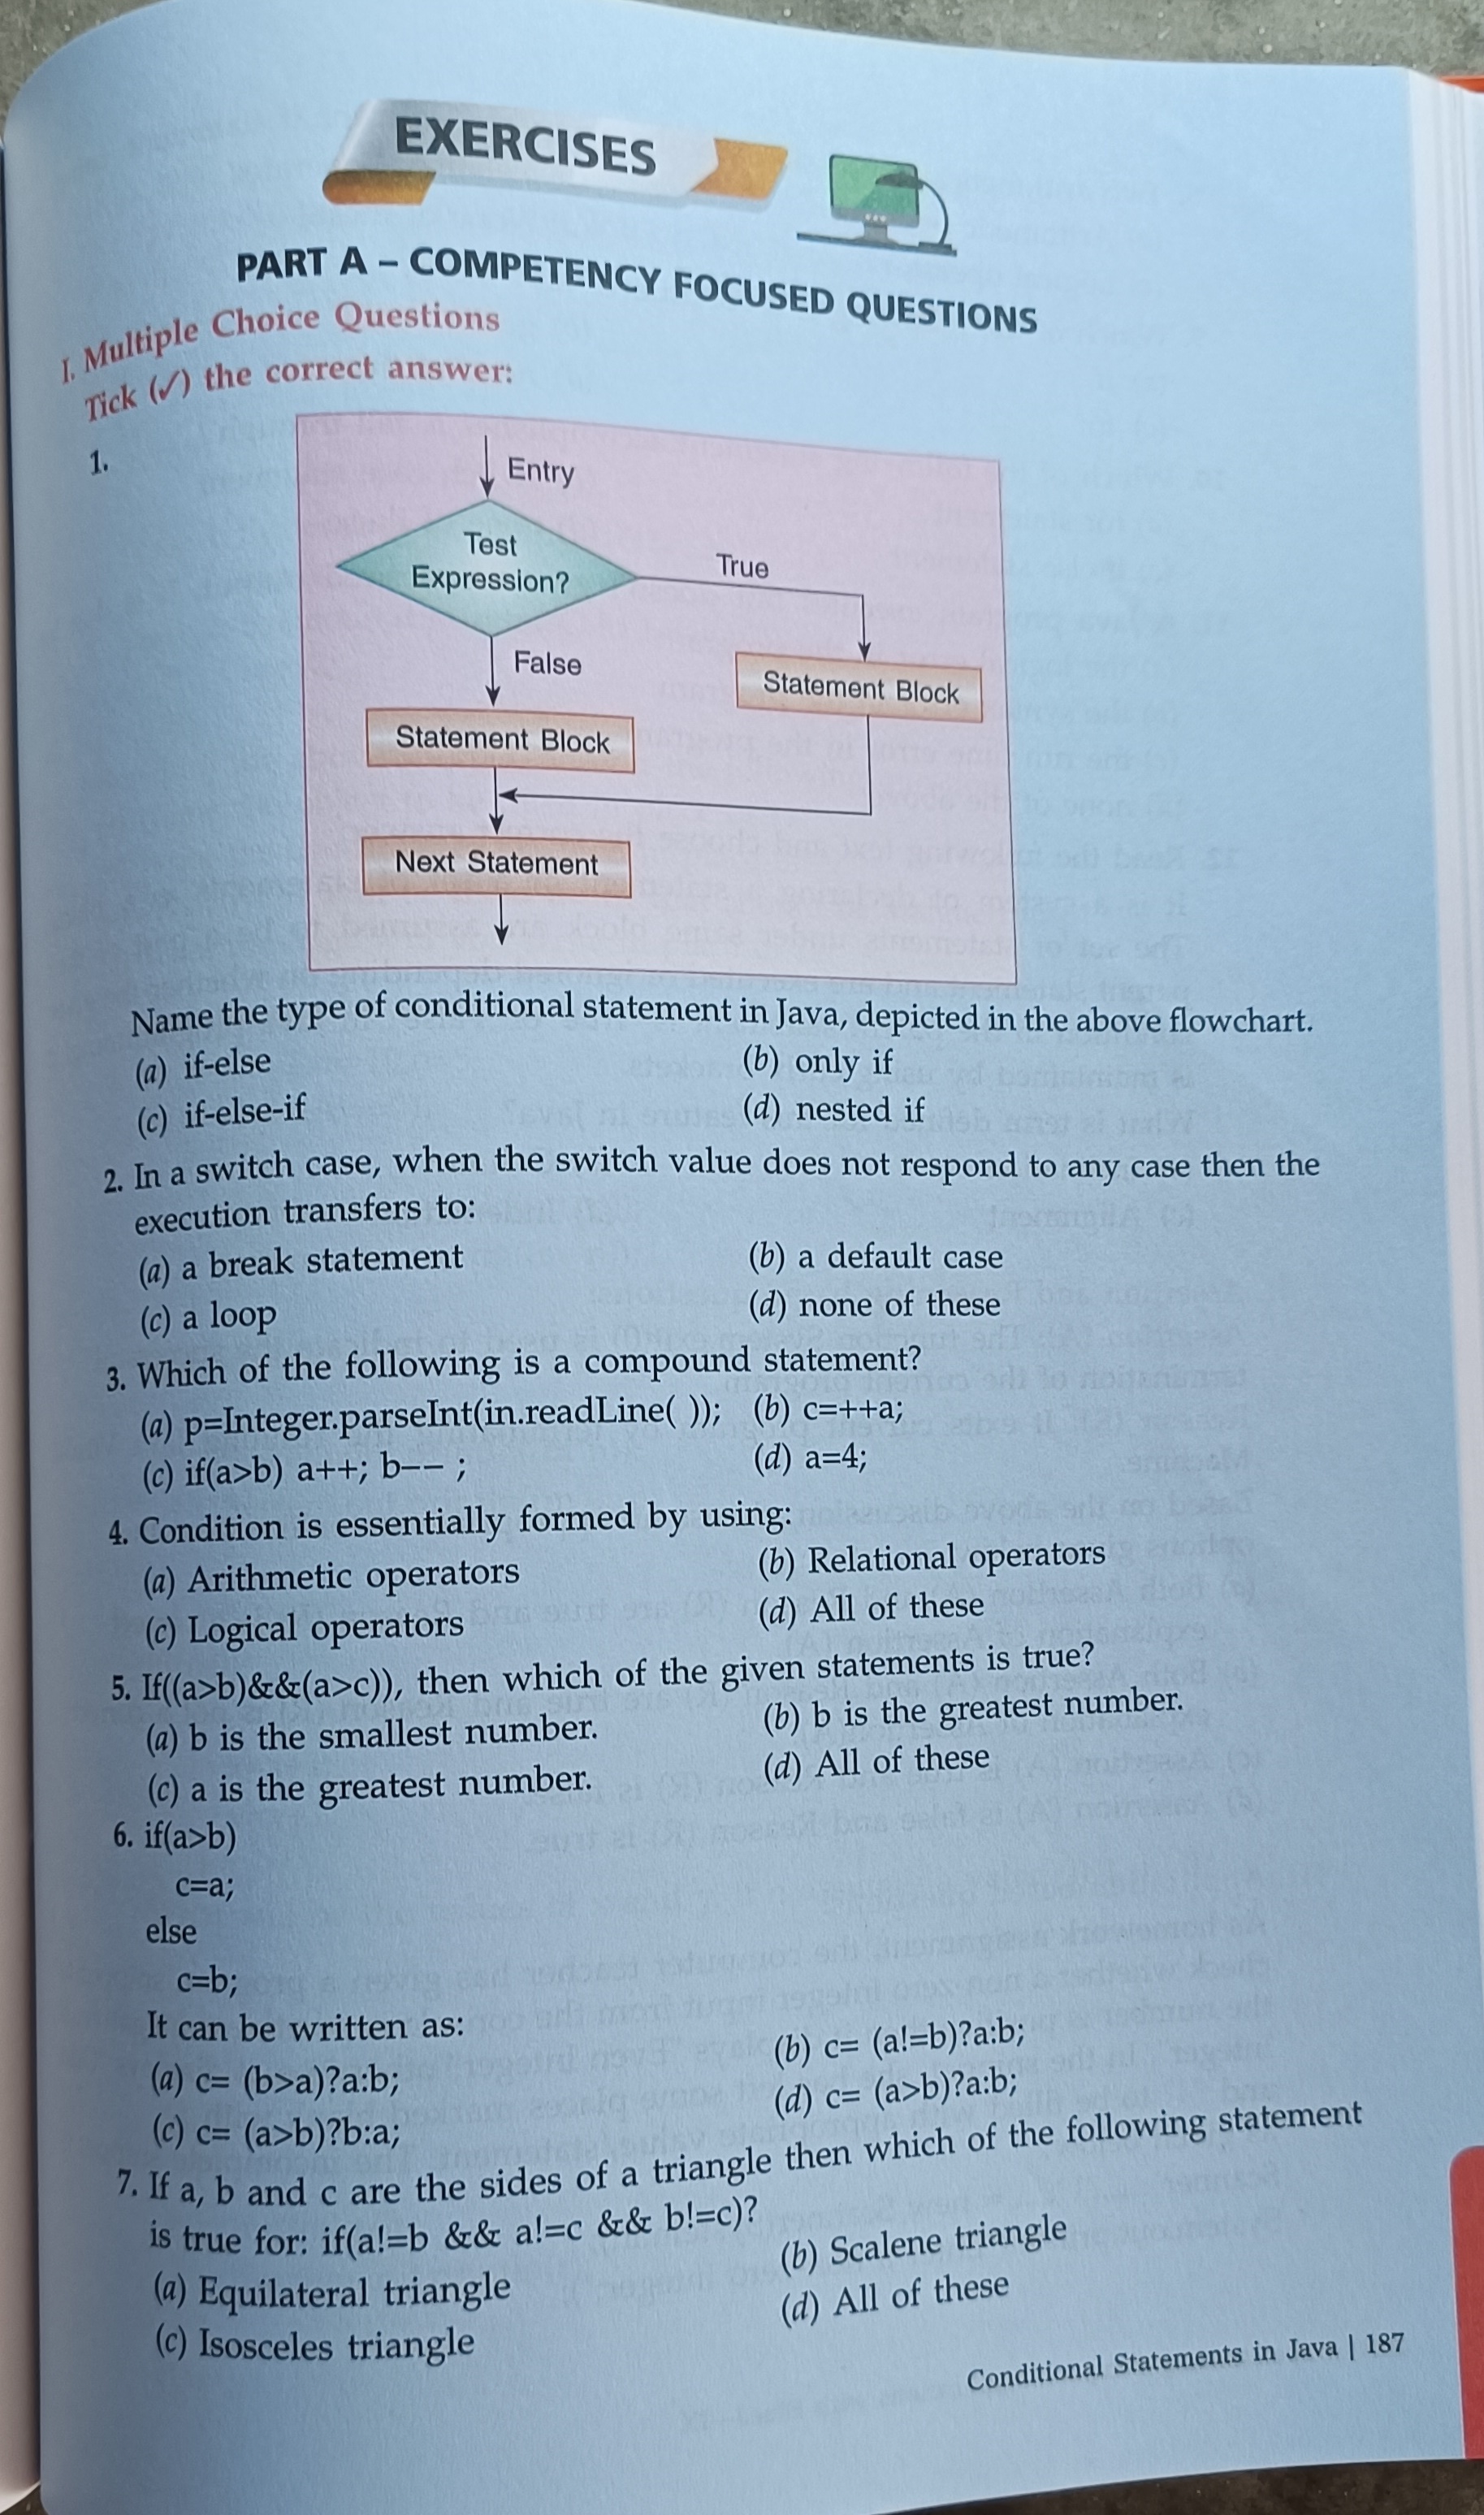 EXERCISES
PART A – COMPETENCY FOCUSED QUESTIONS
I. Multiple Choice Questions
Tick (✓) the correct answer:
1.
Entry
Test
Expression?
True
False
Statement Block
Statement Block
Next Statement
Name the type of conditional statement in Java, depicted in the above flowchart.
(a) if-else (b) only if
(c) if-else-if (d) nested if
2. In a switch case, when the switch value does not respond to any case then the
execution transfers to:
(a) a break statement (b) a default case
(c) a loop (d) none of these
3. Which of the following is a compound statement?
(a) p=Integer.parseInt(in.readLine( )); (b) c=++a;
(c) if(a>b) a++; b–– ; (d) a=4;
4. Condition is essentially formed by using:
(a) Arithmetic operators (b) Relational operators
(c) Logical operators (d) All of these
5. If((a>b)&&(a>c)), then which of the given statements is true?
(a) b is the smallest number. (b) b is the greatest number.
(c) a is the greatest number. (d) All of these
6. if(a>b)
c=a;
else
c=b;
It can be written as:
(a) c= (b>a)?a:b; (b) c= (a!=b)?a:b;
(c) c= (a>b)?b:a; (d) c= (a>b)?a:b;
7. If a, b and c are the sides of a triangle then which of the following statement
is true for: if(a!=b && a!=c && b!=c)?
(a) Equilateral triangle (b) Scalene triangle
(c) Isosceles triangle (d) All of these
Conditional Statements in Java | 187